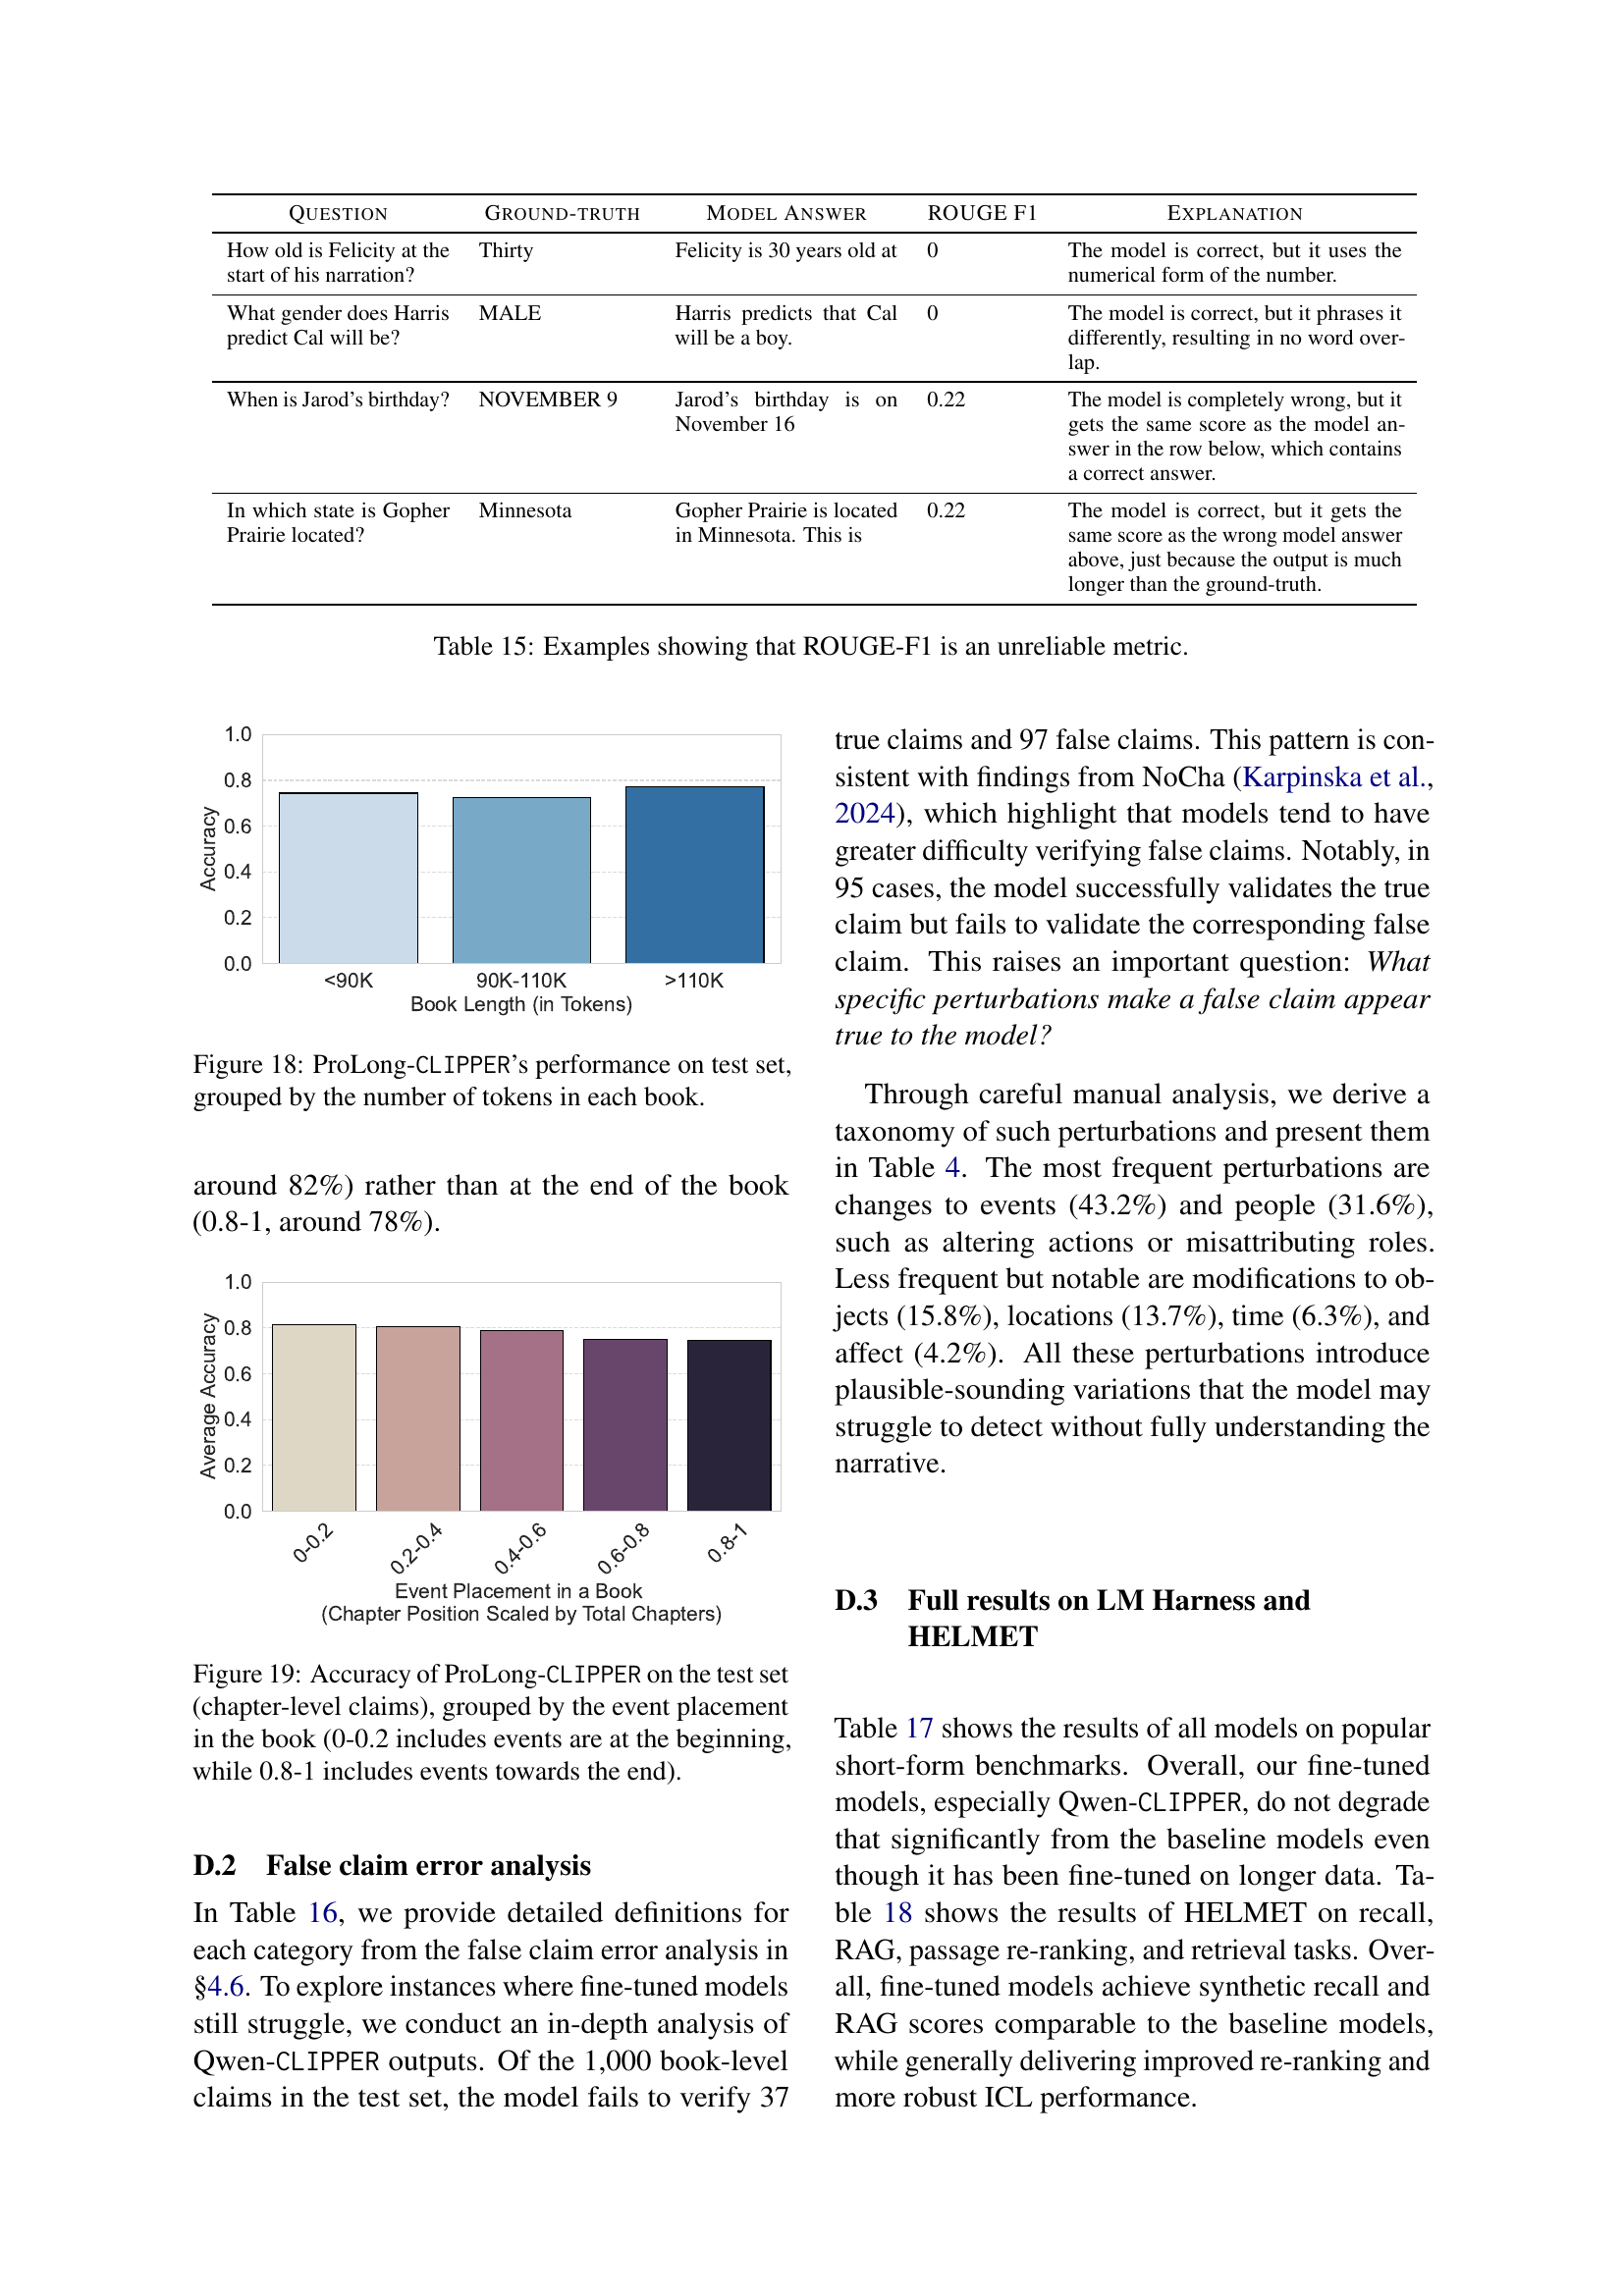 QUESTION GROUND-TRUTH MODEL ANSWER ROUGE F1 EXPLANATION
How old is Felicity at the Thirty Felicity is 30 years old at 0 The model is correct, but it uses the
start of his narration? numerical form of the number.
What gender does Harris MALE Harris predicts that Cal 0 The model is correct, but it phrases it
predict Cal will be? will be a boy. differently, resulting in no word over-
lap.
When is Jarod's birthday? NOVEMBER 9 Jarod's birthday is on 0.22 The model is completely wrong, but it
November 16 gets the same score as the model an-
swer in the row below, which contains
a correct answer.
In which state is Gopher Minnesota Gopher Prairie is located 0.22 The model is correct, but it gets the
Prairie located? in Minnesota. This is same score as the wrong model answer
above, just because the output is much
longer than the ground-truth.
Table 15: Examples showing that ROUGE-F1 is an unreliable metric.
1.0
0.8
0.6
0.4
0.2
0.0
Accuracy
<90K 90K-110K >110K
Book Length (in Tokens)
Figure 18: ProLong-CLIPPER's performance on test set,
grouped by the number of tokens in each book.
around 82%) rather than at the end of the book
(0.8-1, around 78%).
1.0
0.8
0.6
0.4
0.2
0.0
Average Accuracy
0-0.2 0.2-0.4 0.4-0.6 0.6-0.8 0.8-1
Event Placement in a Book
(Chapter Position Scaled by Total Chapters)
Figure 19: Accuracy of ProLong-CLIPPER on the test set
(chapter-level claims), grouped by the event placement
in the book (0-0.2 includes events are at the beginning,
while 0.8-1 includes events towards the end).
D.2 False claim error analysis
In Table 16, we provide detailed definitions for
each category from the false claim error analysis in
§4.6. To explore instances where fine-tuned models
still struggle, we conduct an in-depth analysis of
Qwen-CLIPPER outputs. Of the 1,000 book-level
claims in the test set, the model fails to verify 37
true claims and 97 false claims. This pattern is con-
sistent with findings from NoCha (Karpinska et al.,
2024), which highlight that models tend to have
greater difficulty verifying false claims. Notably, in
95 cases, the model successfully validates the true
claim but fails to validate the corresponding false
claim. This raises an important question: What
specific perturbations make a false claim appear
true to the model?
Through careful manual analysis, we derive a
taxonomy of such perturbations and present them
in Table 4. The most frequent perturbations are
changes to events (43.2%) and people (31.6%),
such as altering actions or misattributing roles.
Less frequent but notable are modifications to ob-
jects (15.8%), locations (13.7%), time (6.3%), and
affect (4.2%). All these perturbations introduce
plausible-sounding variations that the model may
struggle to detect without fully understanding the
narrative.
D.3 Full results on LM Harness and
HELMET
Table 17 shows the results of all models on popular
short-form benchmarks. Overall, our fine-tuned
models, especially Qwen-CLIPPER, do not degrade
that significantly from the baseline models even
though it has been fine-tuned on longer data. Ta-
ble 18 shows the results of HELMET on recall,
RAG, passage re-ranking, and retrieval tasks. Over-
all, fine-tuned models achieve synthetic recall and
RAG scores comparable to the baseline models,
while generally delivering improved re-ranking and
more robust ICL performance.